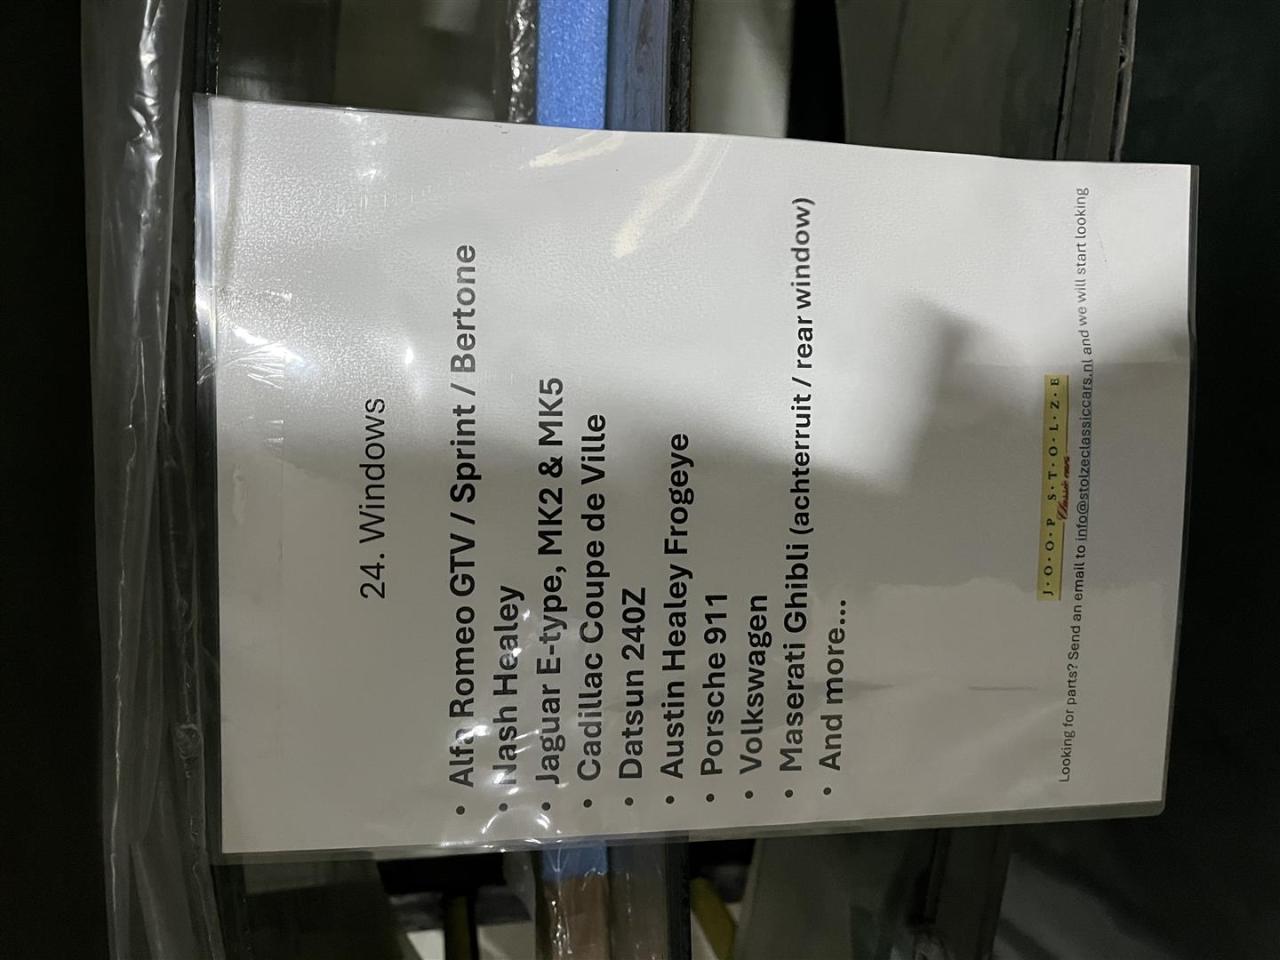 24. Windows
• Alfa Romeo GTV / Sprint / Bertone
• Nash Healey
• Jaguar E-type, MK2 & MK5
• Cadillac Coupe de Ville
• Datsun 240Z
• Austin Healey Frogeye
• Porsche 911
• Volkswagen
• Maserati Ghibli (achterruit / rear window)
• And more...
J·O·O·P S·T·O·L·Z·E
Classic cars
Looking for parts? Send an email to info@stolzeclassiccars.nl and we will start looking